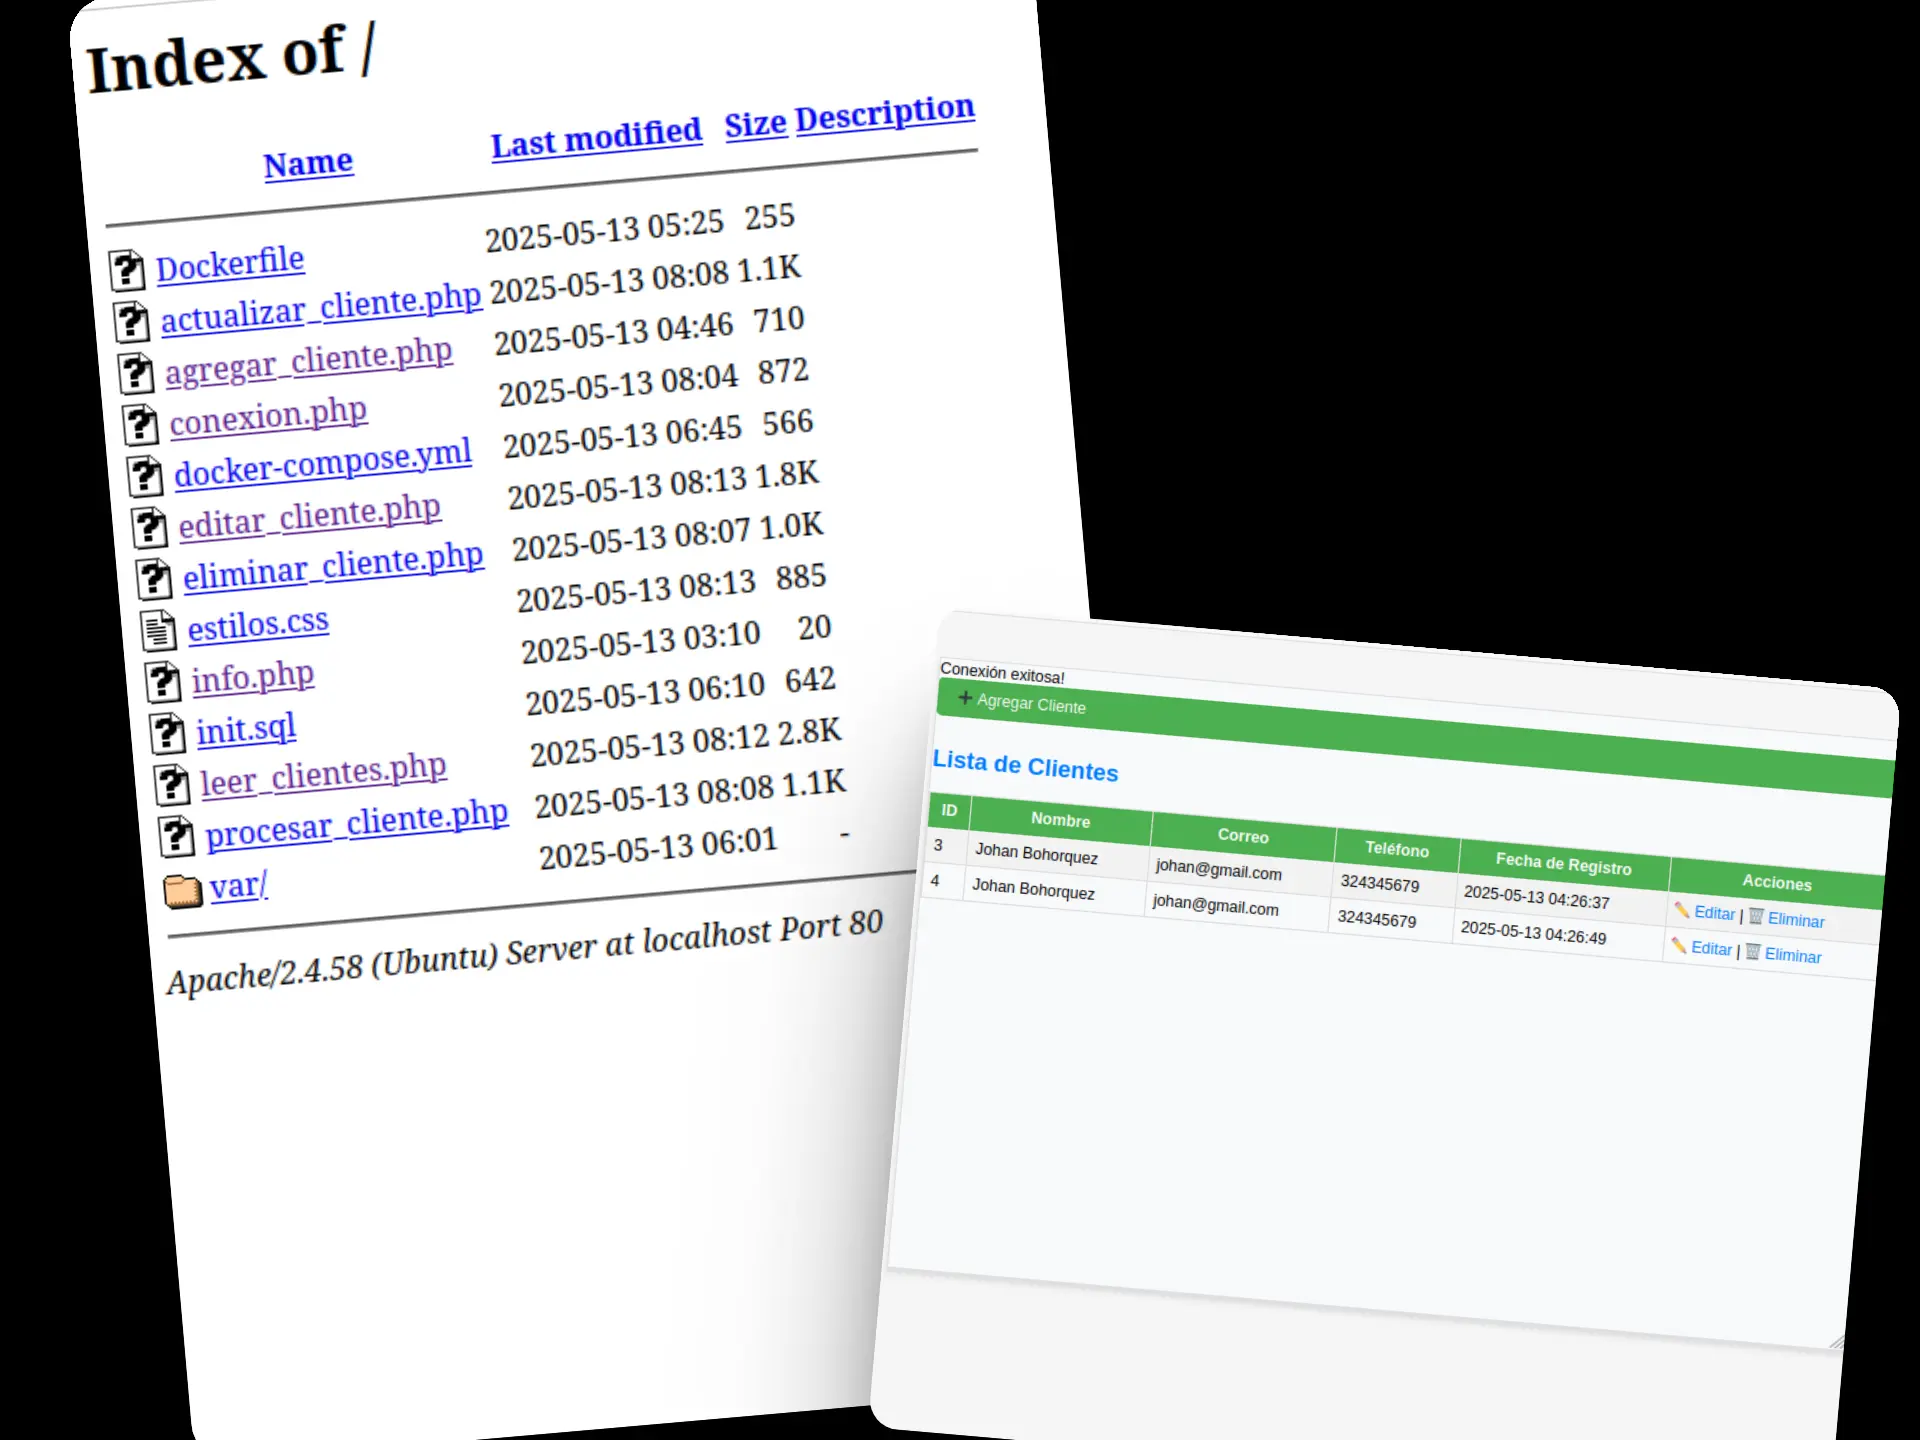 Index of /
Name Last modified Size Description
Dockerfile 2025-05-13 05:25 255
actualizar_cliente.php 2025-05-13 08:08 1.1K
agregar_cliente.php 2025-05-13 04:46 710
conexion.php 2025-05-13 08:04 872
docker-compose.yml 2025-05-13 06:45 566
editar_cliente.php 2025-05-13 08:13 1.8K
eliminar_cliente.php 2025-05-13 08:07 1.0K
estilos.css 2025-05-13 08:13 885
info.php 2025-05-13 03:10 20
init.sql 2025-05-13 06:10 642
leer_clientes.php 2025-05-13 08:12 2.8K
procesar_cliente.php 2025-05-13 08:08 1.1K
var/ 2025-05-13 06:01 -
Apache/2.4.58 (Ubuntu) Server at localhost Port 80
Conexión exitosa!
➕ Agregar Cliente
Lista de Clientes
ID Nombre Correo Teléfono Fecha de Registro Acciones
3 Johan Bohorquez johan@gmail.com 324345679 2025-05-13 04:26:37 ✏️ Editar | 🗑️ Eliminar
4 Johan Bohorquez johan@gmail.com 324345679 2025-05-13 04:26:49 ✏️ Editar | 🗑️ Eliminar